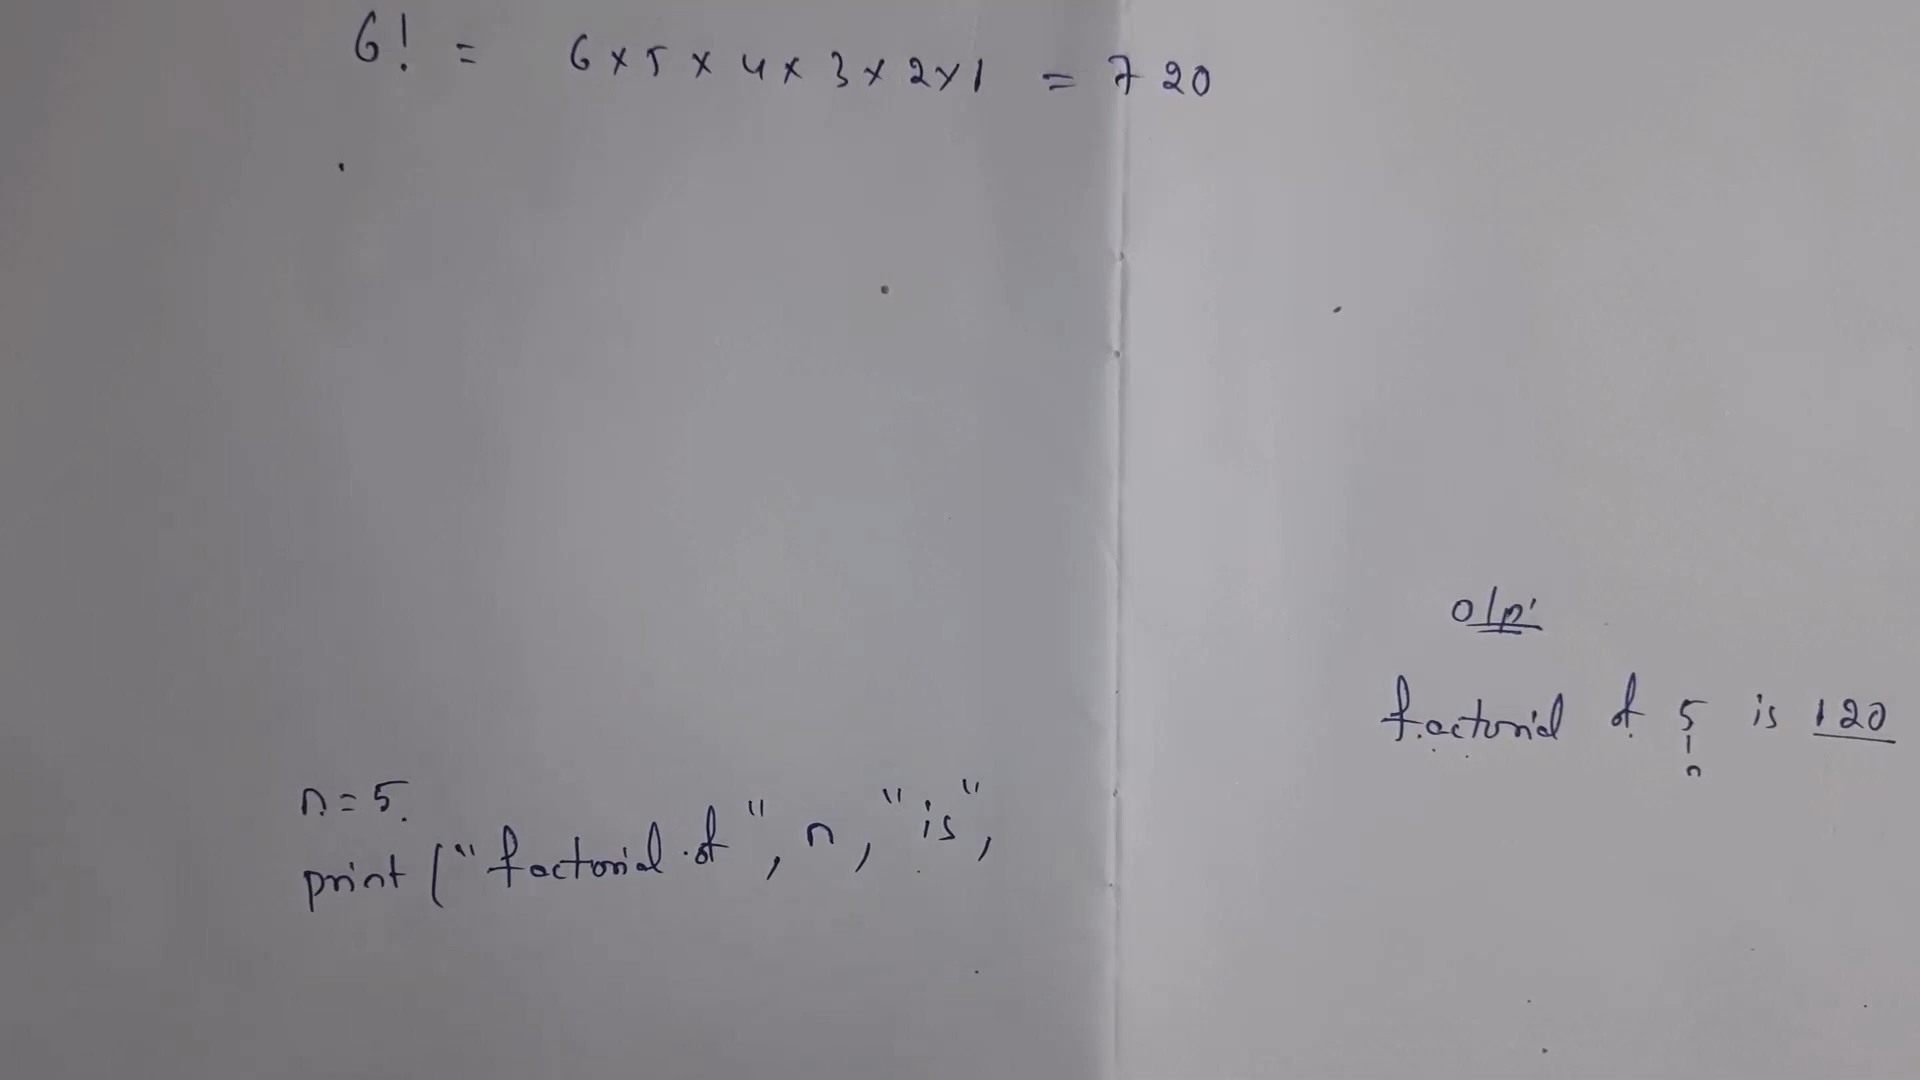 6! = 6 x 5 x 4 x 3 x 2 x 1 = 720
o/p:
factorial of 5 is 120
n
n = 5.
print ("factorial of", n, "is",